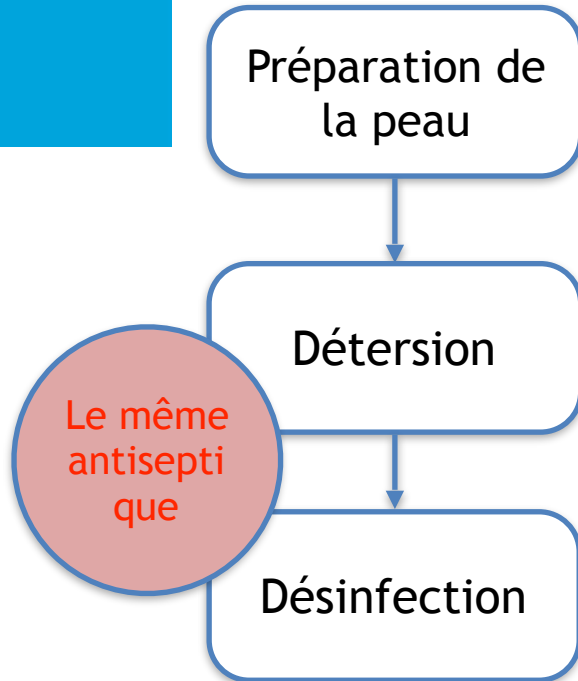 Préparation de
la peau
Détersion
Le même
antisepti
que
Désinfection